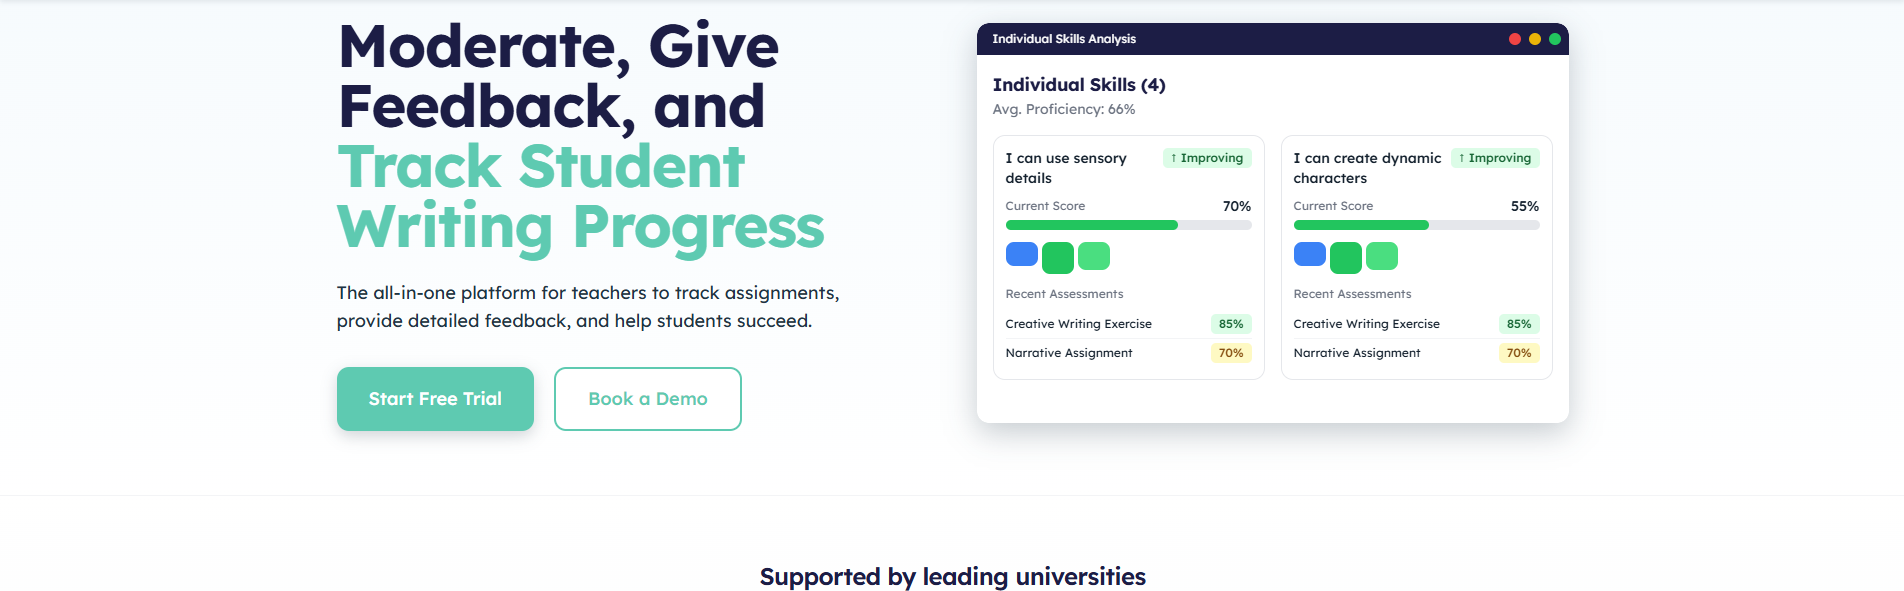 Moderate, Give
Feedback, and
Track Student
Writing Progress
The all-in-one platform for teachers to track assignments,
provide detailed feedback, and help students succeed.
Start Free Trial
Book a Demo
Individual Skills Analysis
Individual Skills (4)
Avg. Proficiency: 66%
I can use sensory
details
↑ Improving
Current Score 70%
Recent Assessments
Creative Writing Exercise 85%
Narrative Assignment 70%
I can create dynamic
characters
↑ Improving
Current Score 55%
Recent Assessments
Creative Writing Exercise 85%
Narrative Assignment 70%
Supported by leading universities